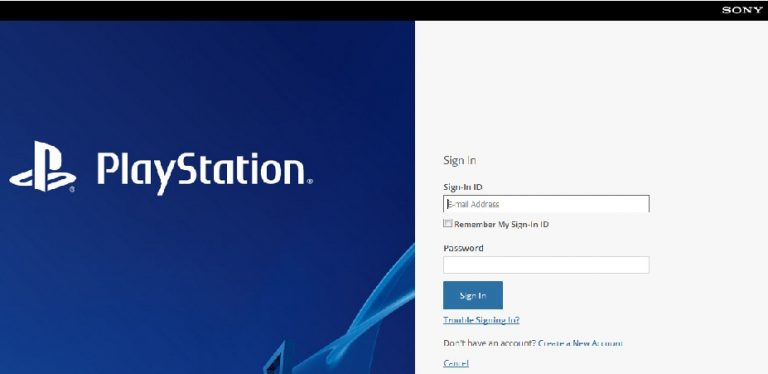 SONY
PlayStation®
Sign In
Sign-In ID
E-mail Address
Remember My Sign-In ID
Password
Sign In
Trouble Signing In?
Don't have an account? Create a New Account
Cancel